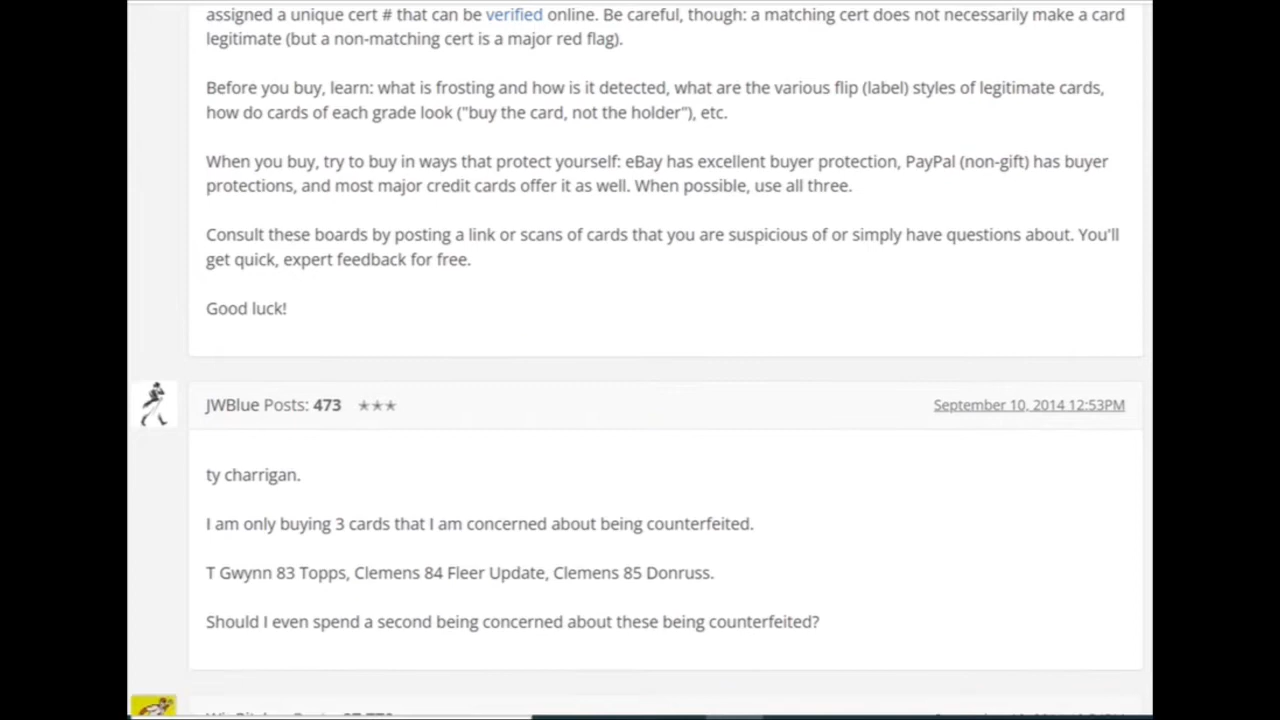 assigned a unique cert # that can be verified online. Be careful, though: a matching cert does not necessarily make a card
legitimate (but a non-matching cert is a major red flag).
Before you buy, learn: what is frosting and how is it detected, what are the various flip (label) styles of legitimate cards,
how do cards of each grade look ("buy the card, not the holder"), etc.
When you buy, try to buy in ways that protect yourself: eBay has excellent buyer protection, PayPal (non-gift) has buyer
protections, and most major credit cards offer it as well. When possible, use all three.
Consult these boards by posting a link or scans of cards that you are suspicious of or simply have questions about. You'll
get quick, expert feedback for free.
Good luck!
JWBlue Posts: 473 ★★★ September 10, 2014 12:53PM
ty charrigan.
I am only buying 3 cards that I am concerned about being counterfeited.
T Gwynn 83 Topps, Clemens 84 Fleer Update, Clemens 85 Donruss.
Should I even spend a second being concerned about these being counterfeited?